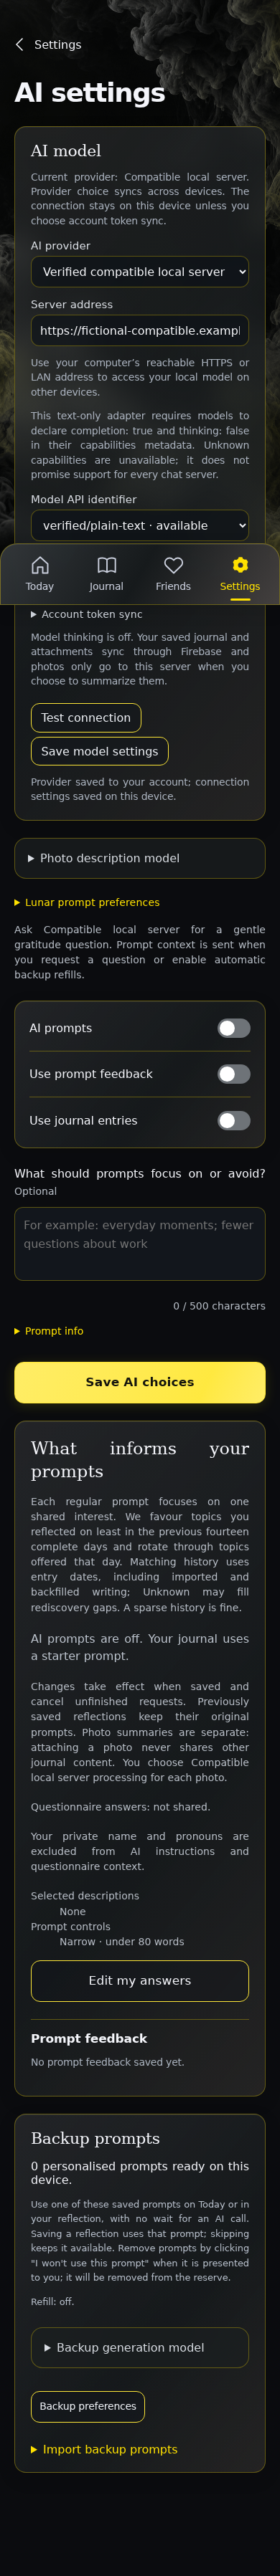 Settings
AI settings
AI model
Current provider: Compatible local server.
Provider choice syncs across devices. The
connection stays on this device unless you
choose account token sync.
AI provider
Verified compatible local server
Server address
https://fictional-compatible.exampl
Use your computer's reachable HTTPS or
LAN address to access your local model on
other devices.
This text-only adapter requires models to
declare completion: true and thinking: false
in their capabilities metadata. Unknown
capabilities are unavailable; it does not
promise support for every chat server.
Model API identifier
verified/plain-text · available
Today Journal Friends Settings
Account token sync
Model thinking is off. Your saved journal and
attachments sync through Firebase and
photos only go to this server when you
choose to summarize them.
Test connection
Save model settings
Provider saved to your account; connection
settings saved on this device.
Photo description model
Lunar prompt preferences
Ask Compatible local server for a gentle
gratitude question. Prompt context is sent when
you request a question or enable automatic
backup refills.
AI prompts
Use prompt feedback
Use journal entries
What should prompts focus on or avoid?
Optional
For example: everyday moments; fewer
questions about work
0 / 500 characters
Prompt info
Save AI choices
What informs your
prompts
Each regular prompt focuses on one
shared interest. We favour topics you
reflected on least in the previous fourteen
complete days and rotate through topics
offered that day. Matching history uses
entry dates, including imported and
backfilled writing; Unknown may fill
rediscovery gaps. A sparse history is fine.
AI prompts are off. Your journal uses
a starter prompt.
Changes take effect when saved and
cancel unfinished requests. Previously
saved reflections keep their original
prompts. Photo summaries are separate:
attaching a photo never shares other
journal content. You choose Compatible
local server processing for each photo.
Questionnaire answers: not shared.
Your private name and pronouns are
excluded from AI instructions and
questionnaire context.
Selected descriptions
None
Prompt controls
Narrow · under 80 words
Edit my answers
Prompt feedback
No prompt feedback saved yet.
Backup prompts
0 personalised prompts ready on this
device.
Use one of these saved prompts on Today or in
your reflection, with no wait for an AI call.
Saving a reflection uses that prompt; skipping
keeps it available. Remove prompts by clicking
"I won't use this prompt" when it is presented
to you; it will be removed from the reserve.
Refill: off.
Backup generation model
Backup preferences
Import backup prompts